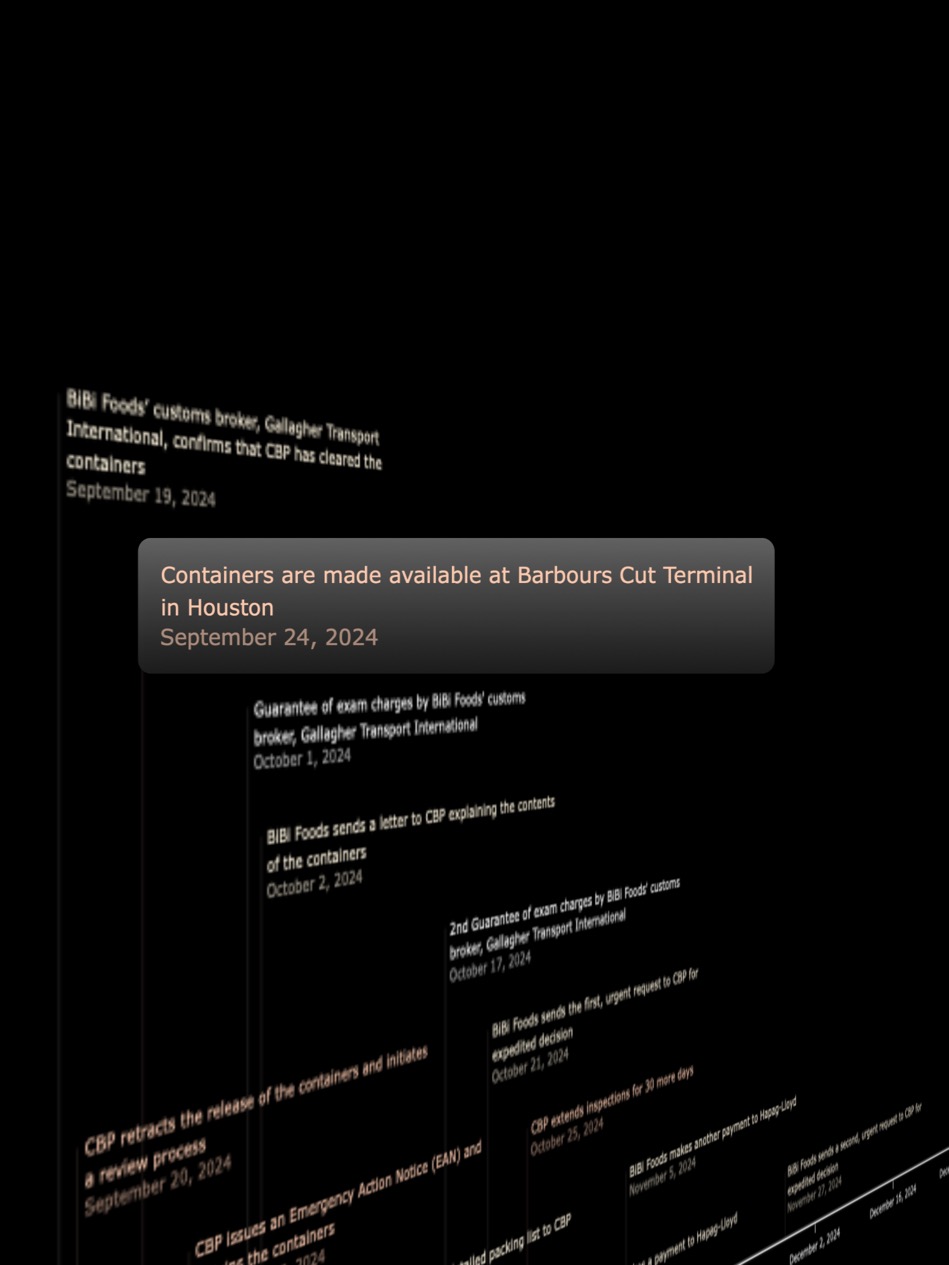 BiBi Foods' customs broker, Gallagher Transport
International, confirms that CBP has cleared the
containers
September 19, 2024
Containers are made available at Barbours Cut Terminal
in Houston
September 24, 2024
Guarantee of exam charges by BiBi Foods' customs
broker, Gallagher Transport International
October 1, 2024
BiBi Foods sends a letter to CBP explaining the contents
of the containers
October 2, 2024
2nd Guarantee of exam charges by BiBi Foods' customs
broker, Gallagher Transport International
October 17, 2024
BiBi Foods sends the first, urgent request to CBP for
expedited decision
October 21, 2024
CBP retracts the release of the containers and initiates
a review process
September 20, 2024
CBP extends inspections for 30 more days
October 25, 2024
BiBi Foods makes another payment to Hapag-Lloyd
November 5, 2024
BiBi Foods sends a second, urgent request to CBP for
expedited decision
November 27, 2024
CBP issues an Emergency Action Notice (EAN) and
the containers
2024
packing list to CBP
a payment to Hapag-Lloyd
December 2, 2024
December 16, 2024